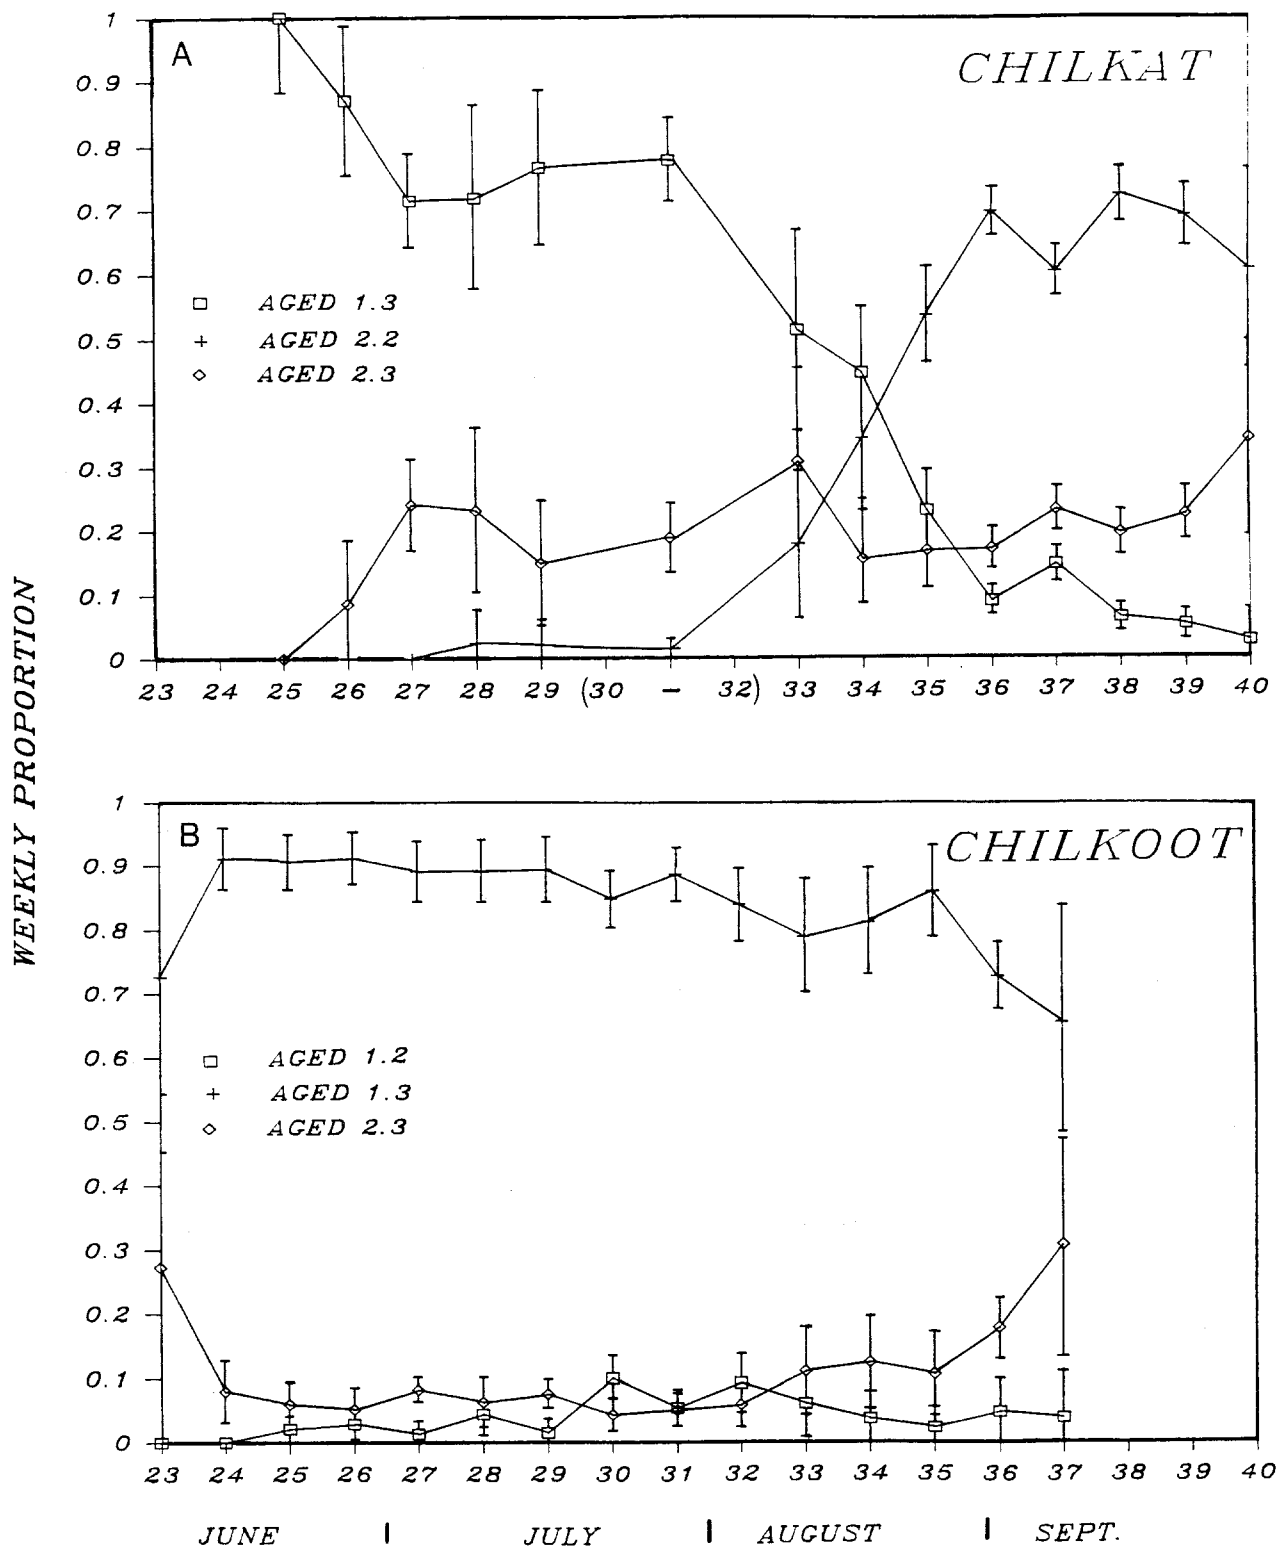 WEEKLY PROPORTION
A
CHILKAT
1
0.9
0.8
0.7
0.6
0.5
0.4
0.3
0.2
0.1
0
AGED 1.3
AGED 2.2
AGED 2.3
23 24 25 26 27 28 29 (30 — 32) 33 34 35 36 37 38 39 40
B
CHILKOOT
1
0.9
0.8
0.7
0.6
0.5
0.4
0.3
0.2
0.1
0
AGED 1.2
AGED 1.3
AGED 2.3
23 24 25 26 27 28 29 30 31 32 33 34 35 36 37 38 39 40
JUNE | JULY | AUGUST | SEPT.